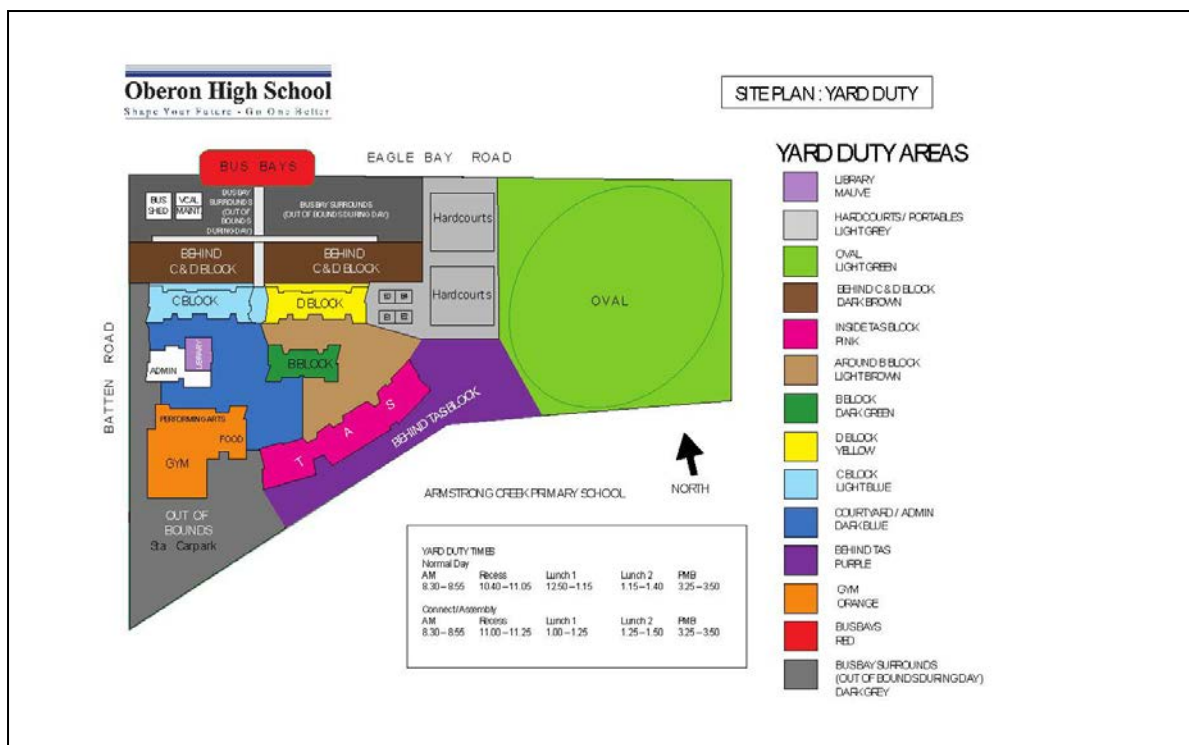 Oberon High School
Shape Your Future - Go One Better
SITE PLAN : YARD DUTY
BUS BAYS
EAGLE BAY ROAD
BUS
SHED
VCAL
MAINT.
BUSBAY
SURROUNDS
(OUT OF
BOUNDS
DURING DAY)
BUSBAY SURROUNDS
(OUT OF BOUNDS DURING DAY)
Hardcourts
BEHIND
C & D BLOCK
BEHIND
C & D BLOCK
Hardcourts
C BLOCK
D BLOCK
OVAL
BATTEN ROAD
ADMIN
LIBRARY
B BLOCK
PERFORMING ARTS
FOOD
GYM
T A S
BEHIND TAS BLOCK
OUT OF
BOUNDS
Sta Carpark
ARMSTRONG CREEK PRIMARY SCHOOL
NORTH
YARD DUTY AREAS
LIBRARY
MAUVE
HARDCOURTS / PORTABLES
LIGHT GREY
OVAL
LIGHT GREEN
BEHIND C & D BLOCK
DARK BROWN
INSIDE TAS BLOCK
PINK
AROUND B BLOCK
LIGHT BROWN
B BLOCK
DARK GREEN
D BLOCK
YELLOW
C BLOCK
LIGHT BLUE
COURTYARD / ADMIN
DARK BLUE
BEHIND TAS
PURPLE
GYM
ORANGE
BUS BAYS
RED
BUS BAY SURROUNDS
(OUT OF BOUNDS DURING DAY)
DARK GREY
YARD DUTY TIMES
Normal Day
AM Recess Lunch 1 Lunch 2 PMB
8.30 – 8:55 10.40 – 11.05 12.50 – 1.15 1.15 – 1.40 3.25 – 3:50
Connect/Assembly
AM Recess Lunch 1 Lunch 2 PMB
8.30 – 8:55 11.00 – 11.25 1.00 – 1.25 1.25 – 1.50 3.25 – 3:50